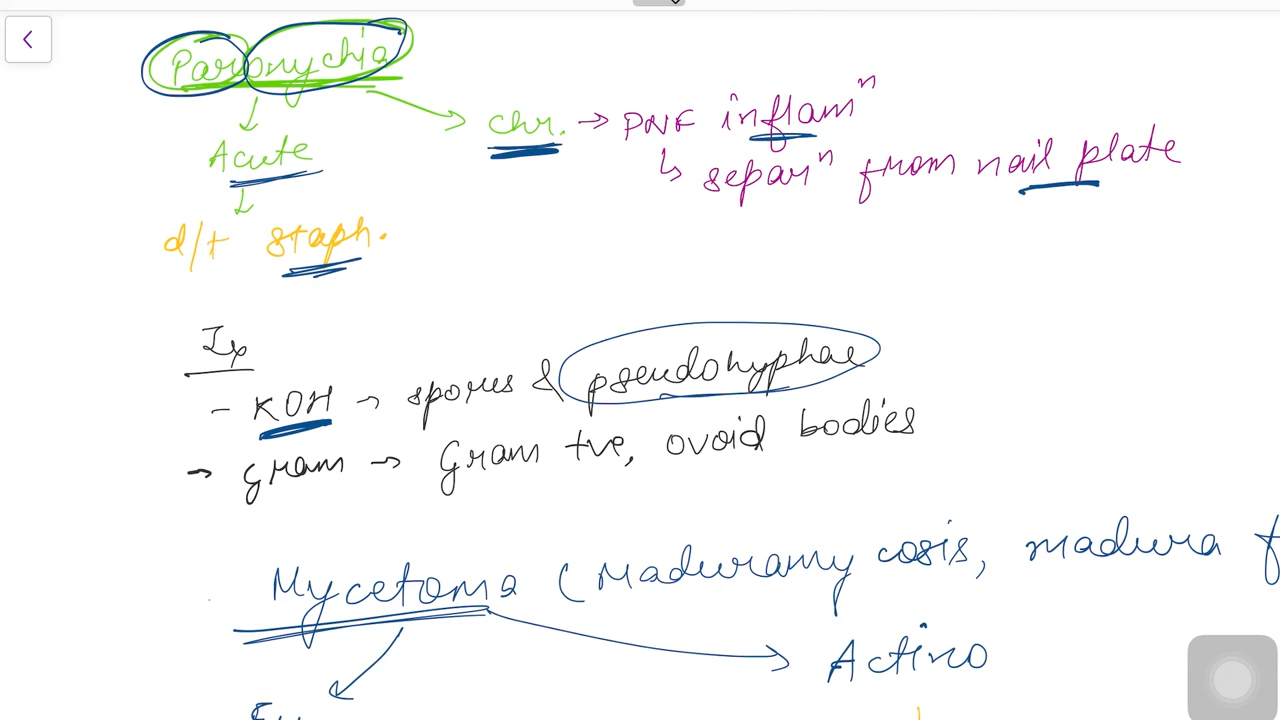 Paronychia
chr. → PNF inflamⁿ
Acute
↳ separⁿ from nail plate
d/t staph.
Ix
- KOH → spores & pseudohyphae
→ gram → Gram +ve, ovoid bodies
Mycetoma (Maduramycosis, madura f
Actino
Eu